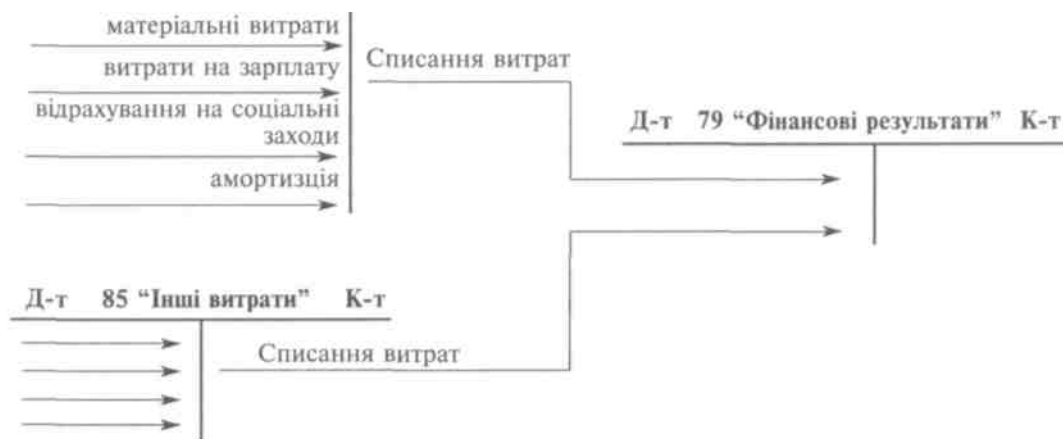 матеріальні витрати
витрати на зарплату
відрахування на соціальні
заходи
амортизція
Списання витрат
Д-т 79 “Фінансові результати” К-т
Д-т 85 “Інші витрати” К-т
Списання витрат